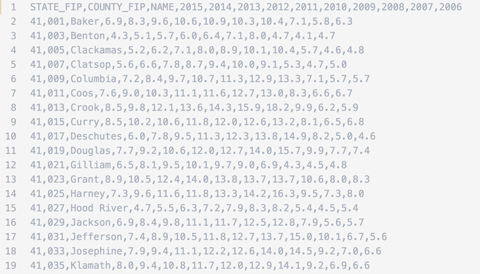 1 STATE_FIP,COUNTY_FIP,NAME,2015,2014,2013,2012,2011,2010,2009,2008,2007,2006
2 41,001,Baker,6.9,8.3,9.6,10.6,10.9,10.3,10.4,7.1,5.8,6.3
3 41,003,Benton,4.3,5.1,5.7,6.0,6.4,7.1,8.0,4.7,4.1,4.7
4 41,005,Clackamas,5.2,6.2,7.1,8.0,8.9,10.1,10.4,5.7,4.6,4.8
5 41,007,Clatsop,5.6,6.6,7.8,8.7,9.4,10.0,9.1,5.3,4.7,5.0
6 41,009,Columbia,7.2,8.4,9.7,10.7,11.3,12.9,13.3,7.1,5.7,5.7
7 41,011,Coos,7.6,9.0,10.3,11.1,11.6,12.7,13.0,8.3,6.6,6.7
8 41,013,Crook,8.5,9.8,12.1,13.6,14.3,15.9,18.2,9.9,6.2,5.9
9 41,015,Curry,8.5,10.2,10.6,11.8,12.0,12.6,13.2,8.1,6.5,6.8
10 41,017,Deschutes,6.0,7.8,9.5,11.3,12.3,13.8,14.9,8.2,5.0,4.6
11 41,019,Douglas,7.7,9.2,10.6,12.0,12.7,14.0,15.7,9.9,7.7,7.4
12 41,021,Gilliam,6.5,8.1,9.5,10.1,9.7,9.0,6.9,4.3,4.5,4.8
13 41,023,Grant,8.9,10.5,12.4,14.0,13.8,13.7,13.7,10.6,8.0,8.3
14 41,025,Harney,7.3,9.6,11.6,11.8,13.3,14.2,16.3,9.5,7.3,8.0
15 41,027,Hood River,4.7,5.5,6.3,7.2,7.9,8.3,8.2,5.4,4.5,5.4
16 41,029,Jackson,6.9,8.4,9.8,11.1,11.7,12.5,12.8,7.9,5.6,5.7
17 41,031,Jefferson,7.4,8.9,10.5,11.8,12.7,13.7,15.0,10.1,6.7,5.6
18 41,033,Josephine,7.9,9.4,11.1,12.2,12.6,14.0,14.5,9.2,7.0,6.6
19 41,035,Klamath,8.0,9.4,10.8,11.7,12.0,12.9,14.1,9.2,6.9,6.6